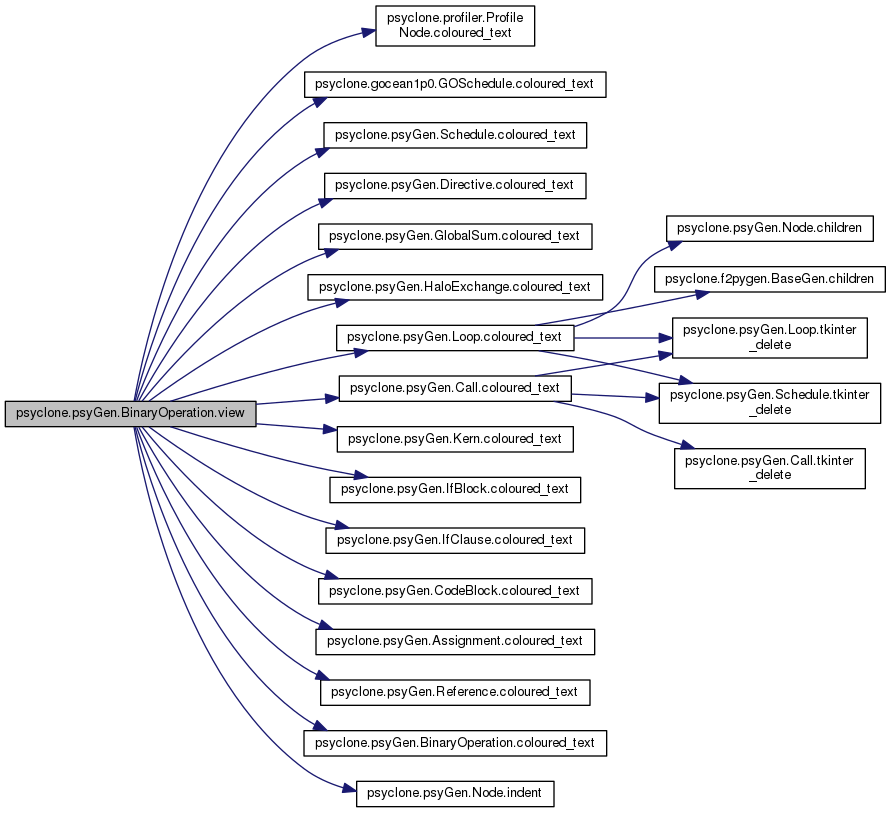 psyclone.profiler.Profile
Node.coloured_text
psyclone.gocean1p0.GOSchedule.coloured_text
psyclone.psyGen.Schedule.coloured_text
psyclone.psyGen.Directive.coloured_text
psyclone.psyGen.GlobalSum.coloured_text
psyclone.psyGen.Node.children
psyclone.f2pygen.BaseGen.children
psyclone.psyGen.HaloExchange.coloured_text
psyclone.psyGen.Loop.coloured_text
psyclone.psyGen.Loop.tkinter
_delete
psyclone.psyGen.Call.coloured_text
psyclone.psyGen.Schedule.tkinter
_delete
psyclone.psyGen.BinaryOperation.view
psyclone.psyGen.Kern.coloured_text
psyclone.psyGen.Call.tkinter
_delete
psyclone.psyGen.IfBlock.coloured_text
psyclone.psyGen.IfClause.coloured_text
psyclone.psyGen.CodeBlock.coloured_text
psyclone.psyGen.Assignment.coloured_text
psyclone.psyGen.Reference.coloured_text
psyclone.psyGen.BinaryOperation.coloured_text
psyclone.psyGen.Node.indent